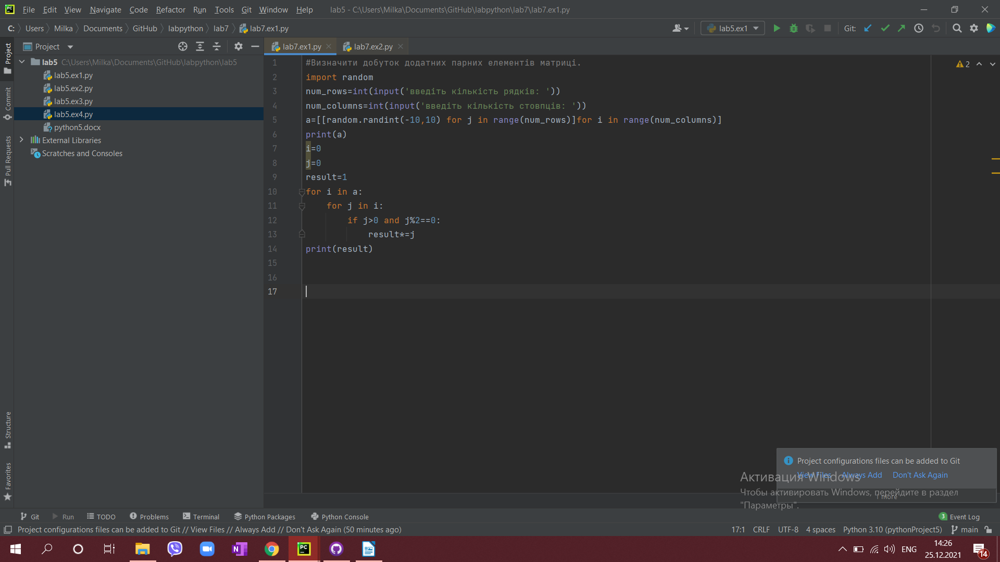 File Edit View Navigate Code Refactor Run Tools Git Window Help lab5 - C:\Users\Milka\Documents\GitHub\labpython\lab7\lab7.ex1.py
C: Users Milka Documents GitHub labpython lab7 lab7.ex1.py lab5.ex1 Git:
Project lab7.ex1.py lab7.ex2.py
Project
Commit
Pull Requests
Structure
Favorites
lab5 C:\Users\Milka\Documents\GitHub\labpython\lab5
lab5.ex1.py
lab5.ex2.py
lab5.ex3.py
lab5.ex4.py
python5.docx
External Libraries
Scratches and Consoles
1 #Визначити добуток додатних парних елементів матриці.
2 import random
3 num_rows=int(input('введіть кількість рядків: '))
4 num_columns=int(input('введіть кількість стовпців: '))
5 a=[[random.randint(-10,10) for j in range(num_rows)]for i in range(num_columns)]
6 print(a)
7 i=0
8 j=0
9 result=1
10 for i in a:
11 for j in i:
12 if j>0 and j%2==0:
13 result*=j
14 print(result)
15
16
17
2
Project configurations files can be added to Git
View Files Always Add Don't Ask Again
1 more
Активация Windows
Чтобы активировать Windows, перейдите в раздел
"Параметры".
Git Run TODO Problems Terminal Python Packages Python Console 3 Event Log
Project configurations files can be added to Git // View Files // Always Add // Don't Ask Again (50 minutes ago) 17:1 CRLF UTF-8 4 spaces Python 3.10 (pythonProject5) main
PC ENG 14:26
25.12.2021 14